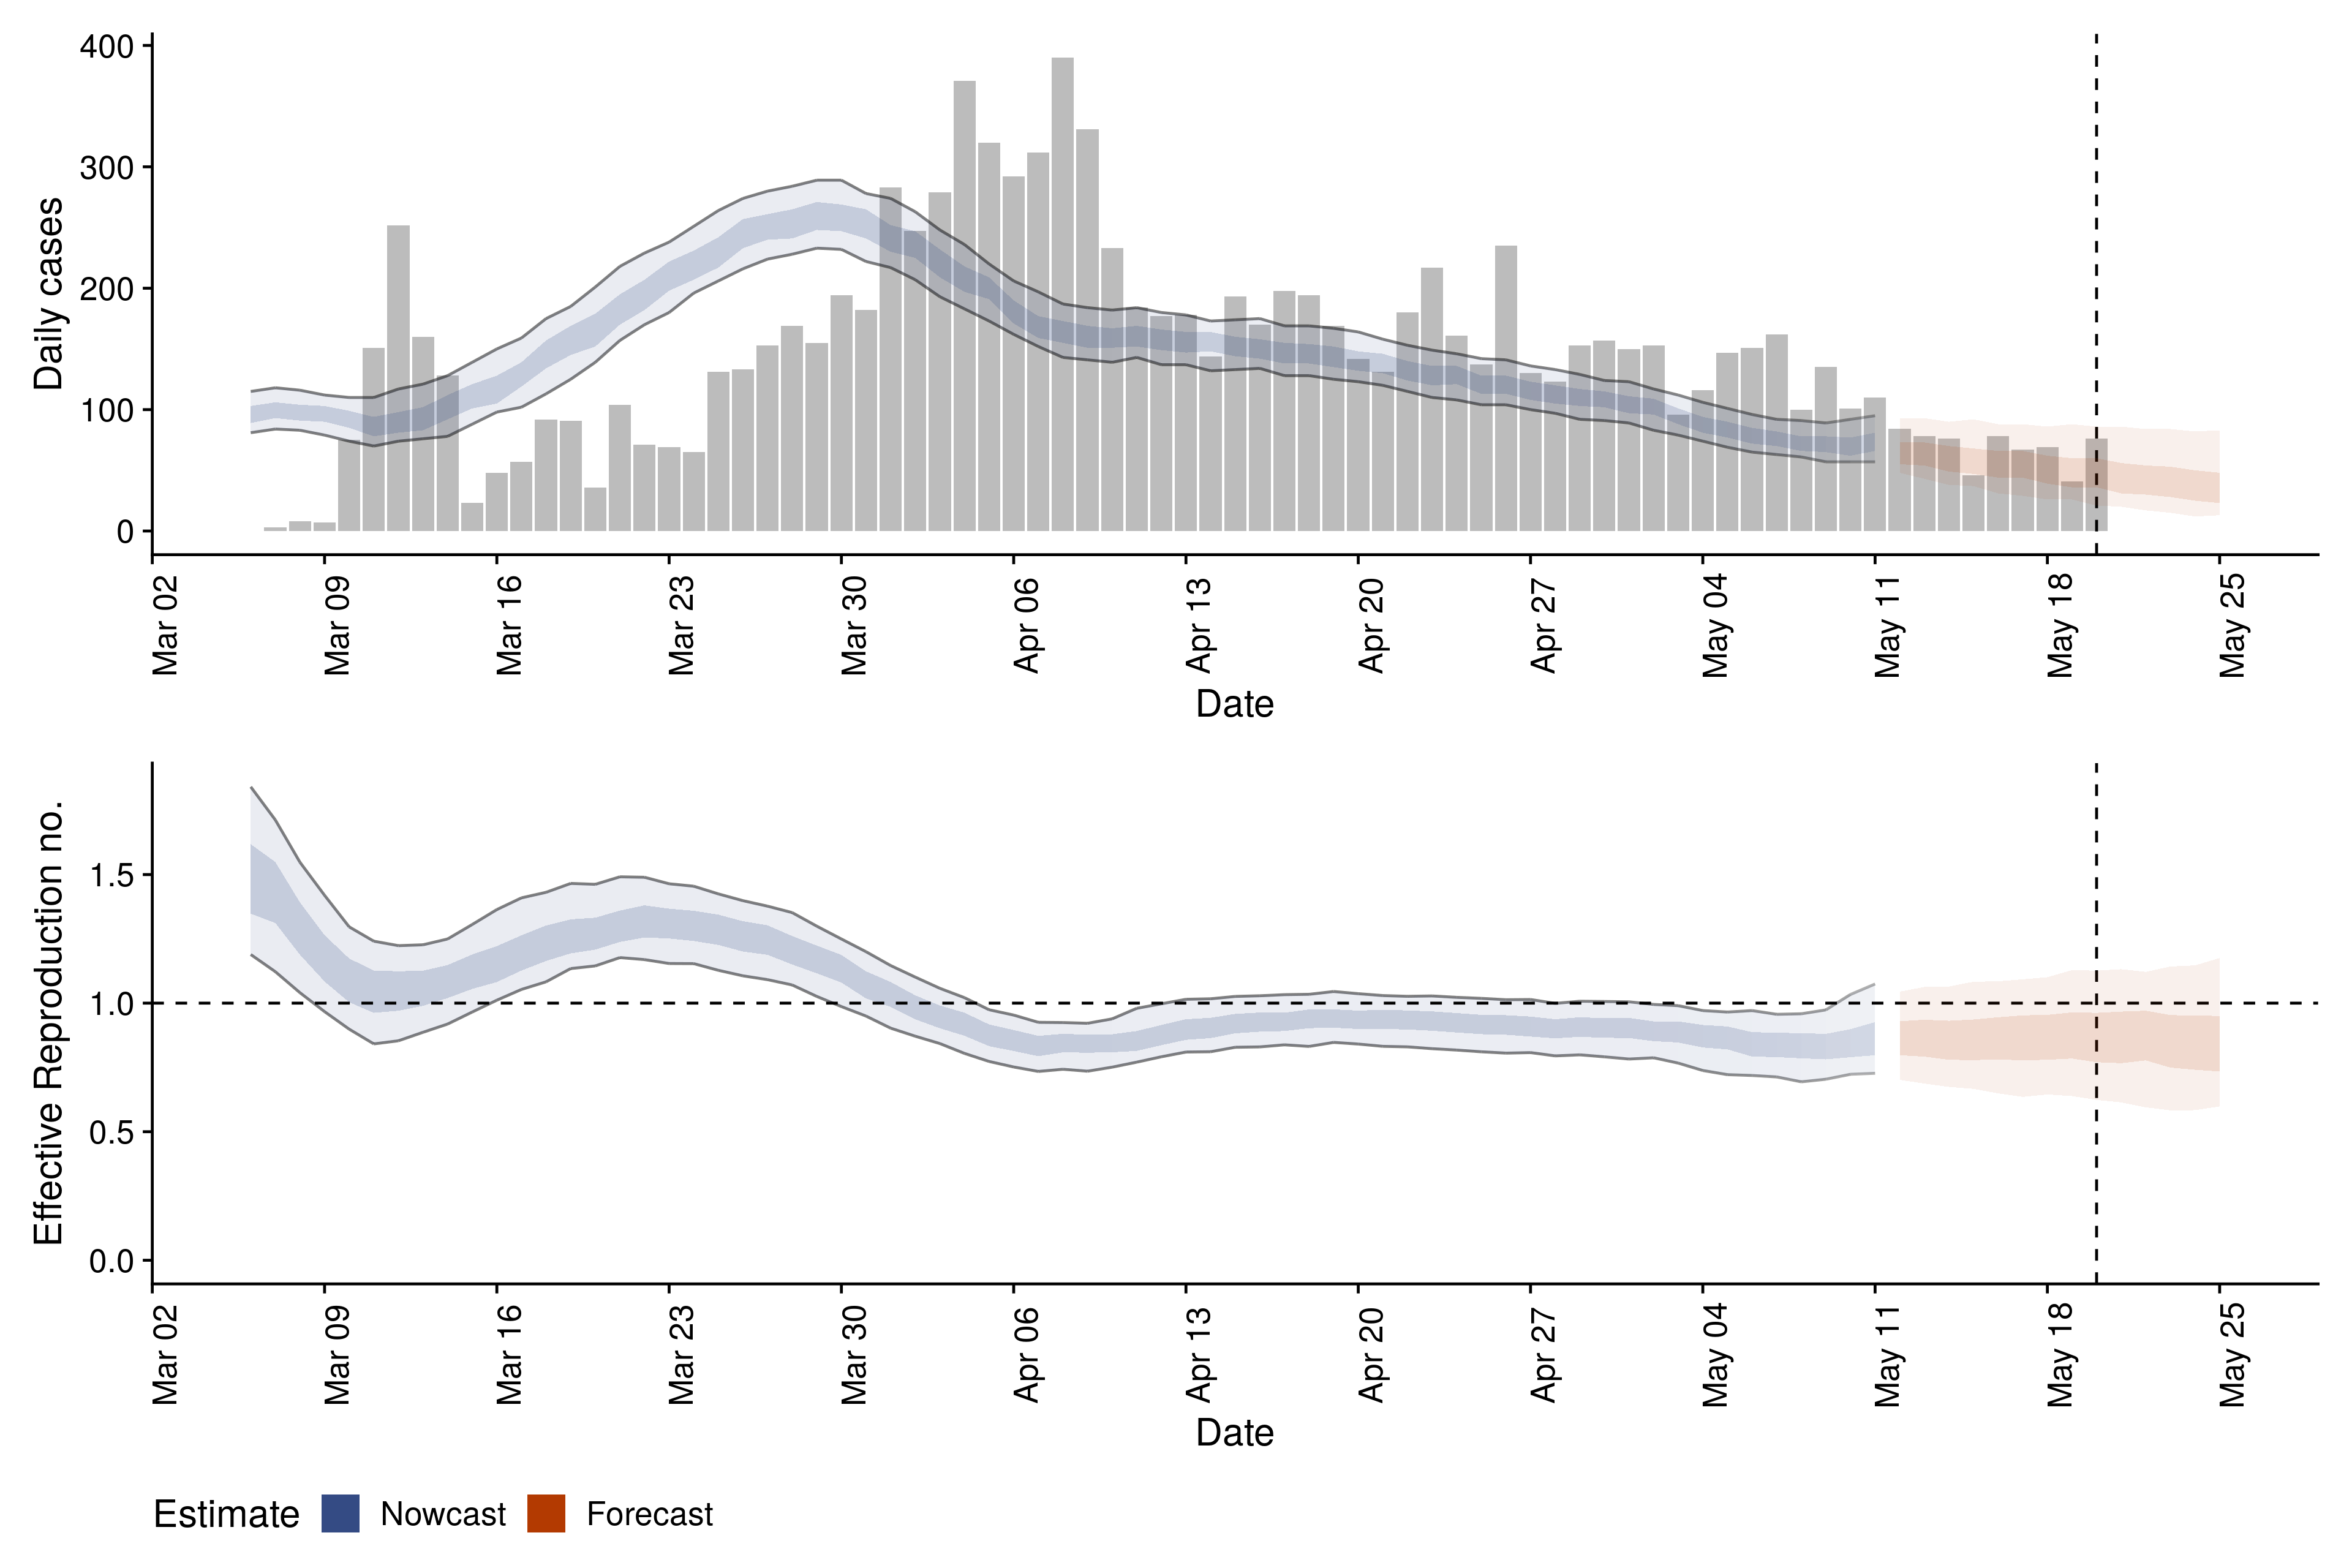 400
300
200
100
0
Daily cases
Mar 02
Mar 09
Mar 16
Mar 23
Mar 30
Apr 06
Apr 13
Apr 20
Apr 27
May 04
May 11
May 18
May 25
Date
1.5
1.0
0.5
0.0
Effective Reproduction no.
Mar 02
Mar 09
Mar 16
Mar 23
Mar 30
Apr 06
Apr 13
Apr 20
Apr 27
May 04
May 11
May 18
May 25
Date
Estimate Nowcast Forecast